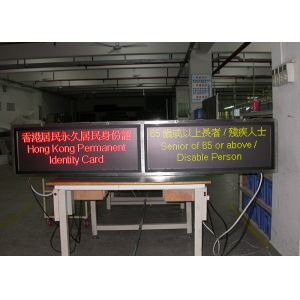 香港居民永久居民身份證
Hong Kong Permanent
Identity Card
65 歲或以上長者 / 殘疾人士
Senior of 65 or above /
Disable Person